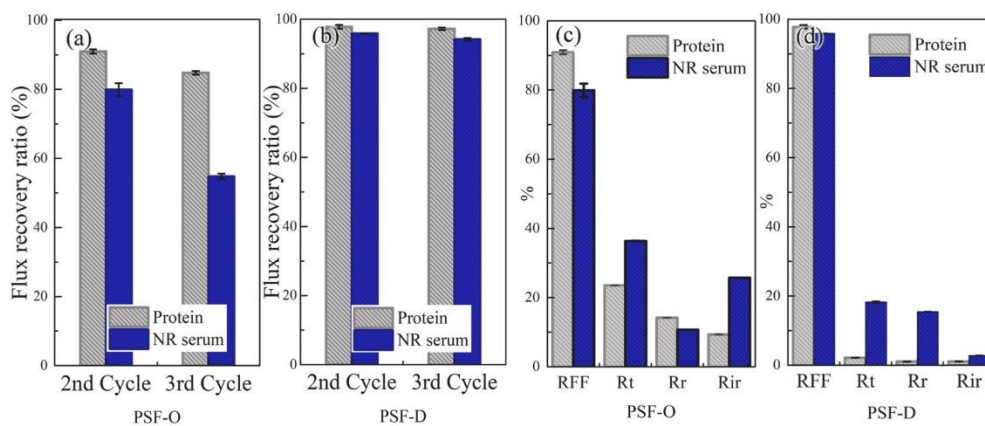 (a)
Flux recovery ratio (%)
100
80
60
40
20
0
Protein
NR serum
2nd Cycle 3rd Cycle
PSF-O
(b)
Flux recovery ratio (%)
100
80
60
40
20
0
Protein
NR serum
2nd Cycle 3rd Cycle
PSF-D
(c)
%
100
80
60
40
20
0
Protein
NR serum
RFF Rt Rr Rir
PSF-O
(d)
%
100
80
60
40
20
0
Protein
NR serum
RFF Rt Rr Rir
PSF-D